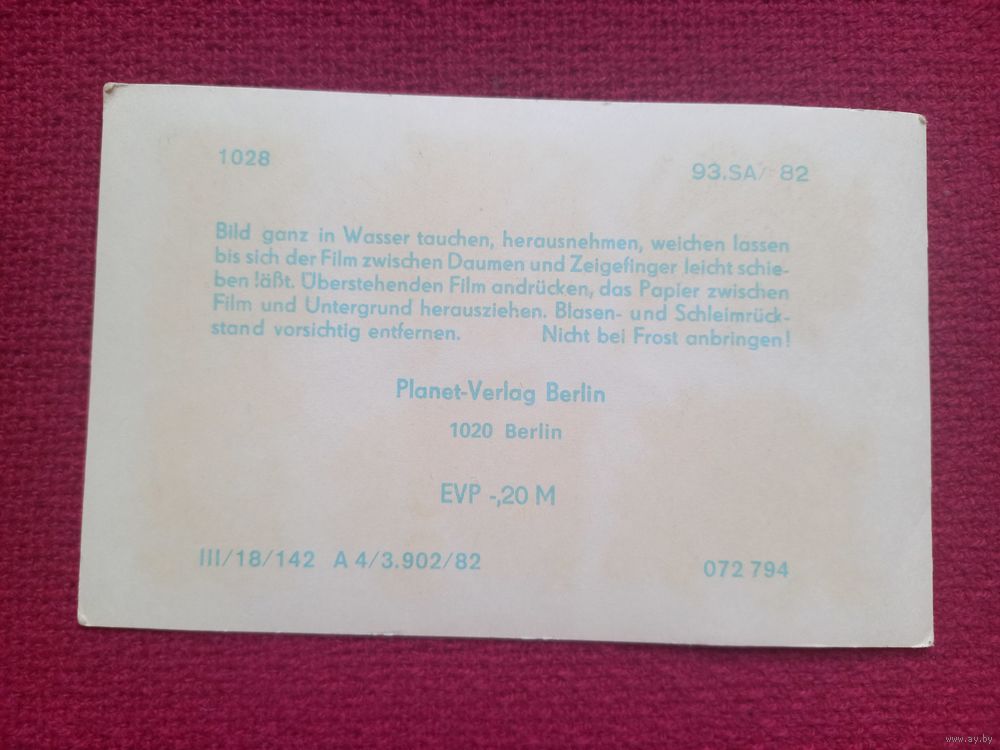 1028
93.SA/ 82
Bild ganz in Wasser tauchen, herausnehmen, weichen lassen
bis sich der Film zwischen Daumen und Zeigefinger leicht schie-
ben läßt. Überstehenden Film andrücken, das Papier zwischen
Film und Untergrund herausziehen. Blasen- und Schleimrück-
stand vorsichtig entfernen. Nicht bei Frost anbringen!
Planet-Verlag Berlin
1020 Berlin
EVP -,20 M
III/18/142 A 4/3.902/82
072 794
www.ay.by